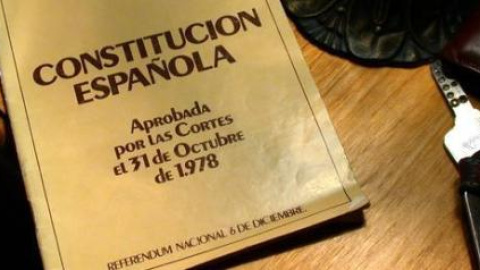 CONSTITUCION
ESPAÑOLA
APROBADA
POR LAS CORTES
EL 31 DE OCTUBRE
DE 1.978
REFERENDUM NACIONAL 6 DE DICIEMBRE.